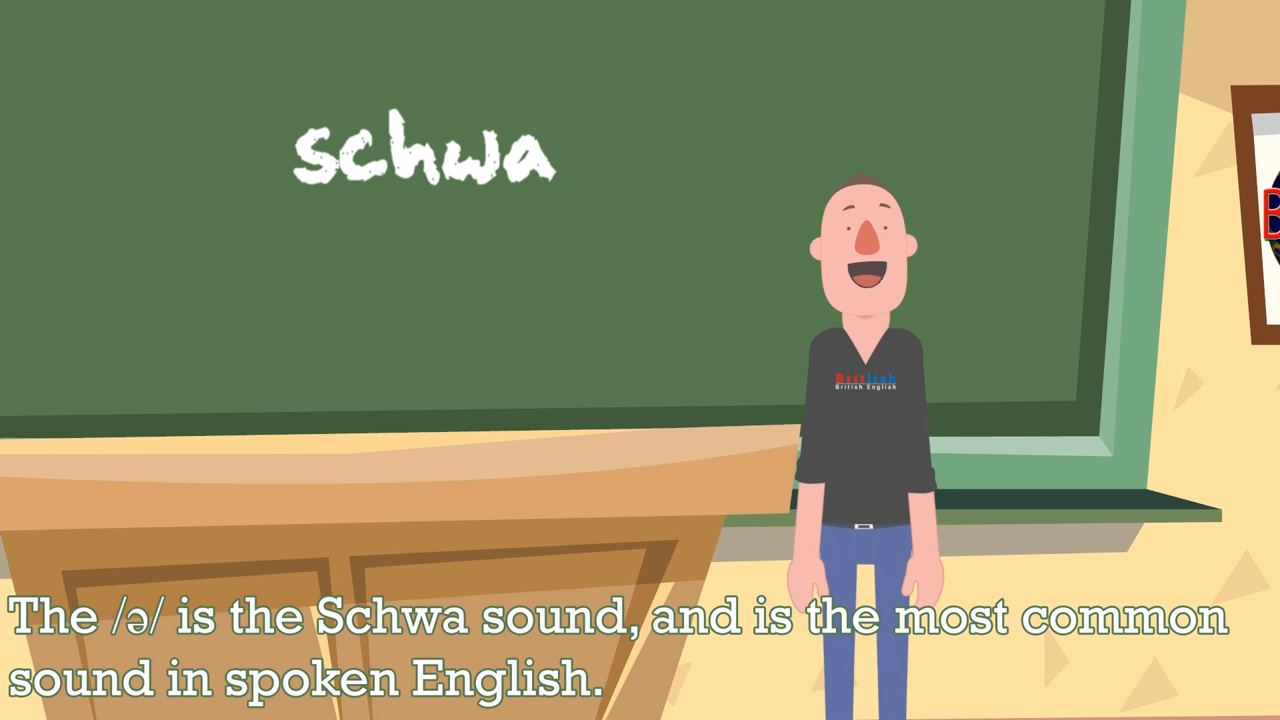 schwa
Britlish
British English
The /ə/ is the Schwa sound, and is the most common
sound in spoken English.